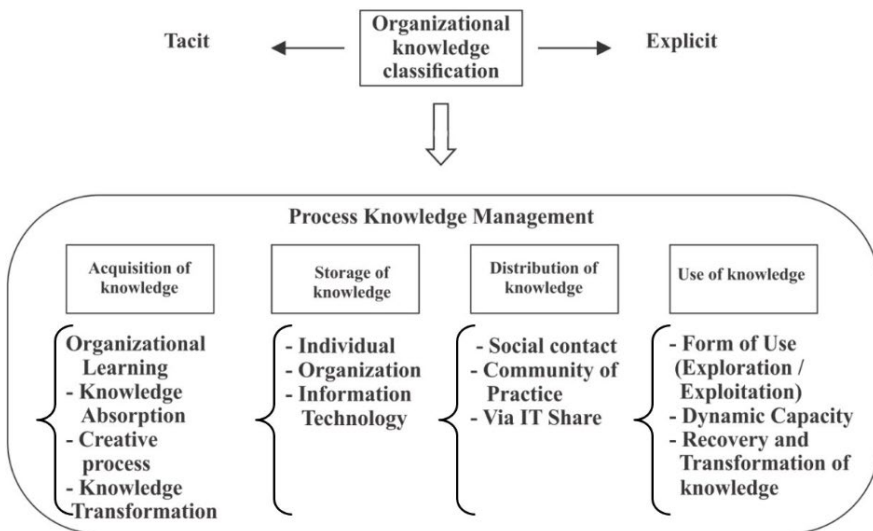 Tacit
Organizational
knowledge
classification
Explicit
Process Knowledge Management
Acquisition of
knowledge
Storage of
knowledge
Distribution of
knowledge
Use of knowledge
Organizational
Learning
- Knowledge
Absorption
- Creative
process
- Knowledge
Transformation
- Individual
- Organization
- Information
Technology
- Social contact
- Community of
Practice
- Via IT Share
- Form of Use
(Exploration /
Exploitation)
- Dynamic Capacity
- Recovery and
Transformation of
knowledge